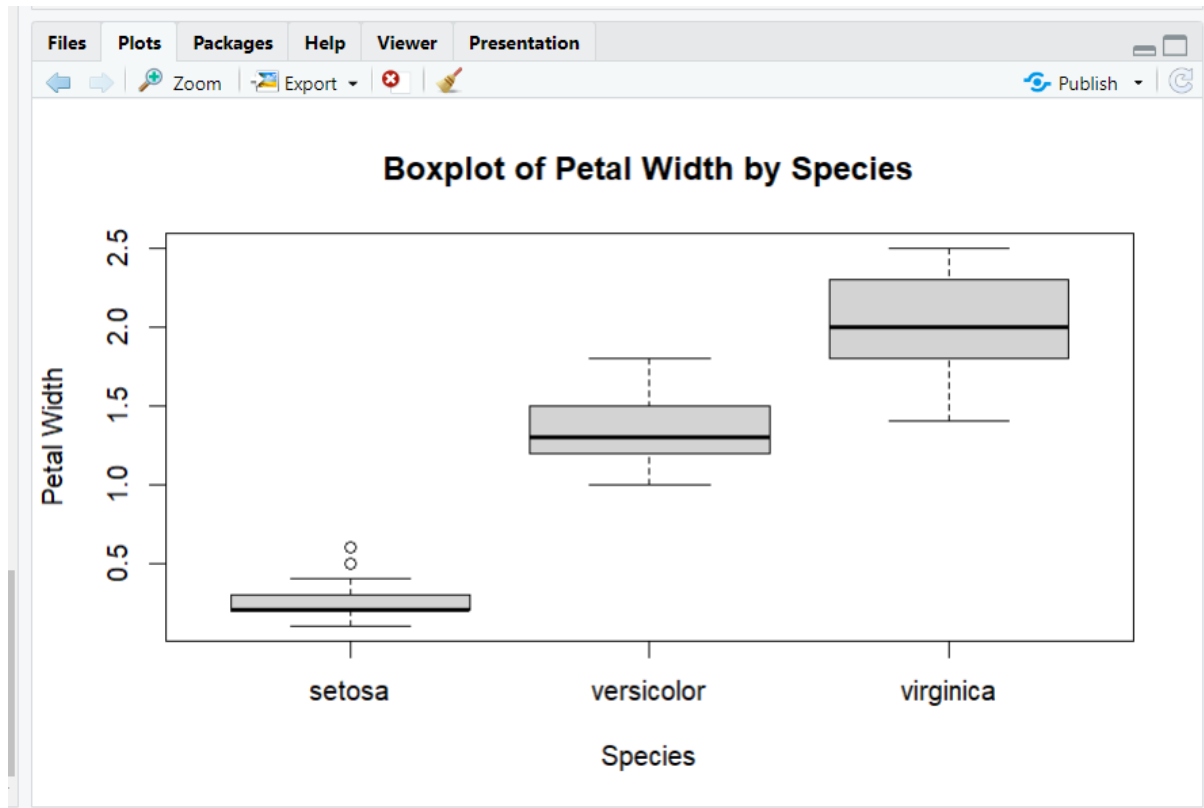 Files Plots Packages Help Viewer Presentation
Zoom Export Publish
Boxplot of Petal Width by Species
Petal Width
2.5
2.0
1.5
1.0
0.5
setosa versicolor virginica
Species